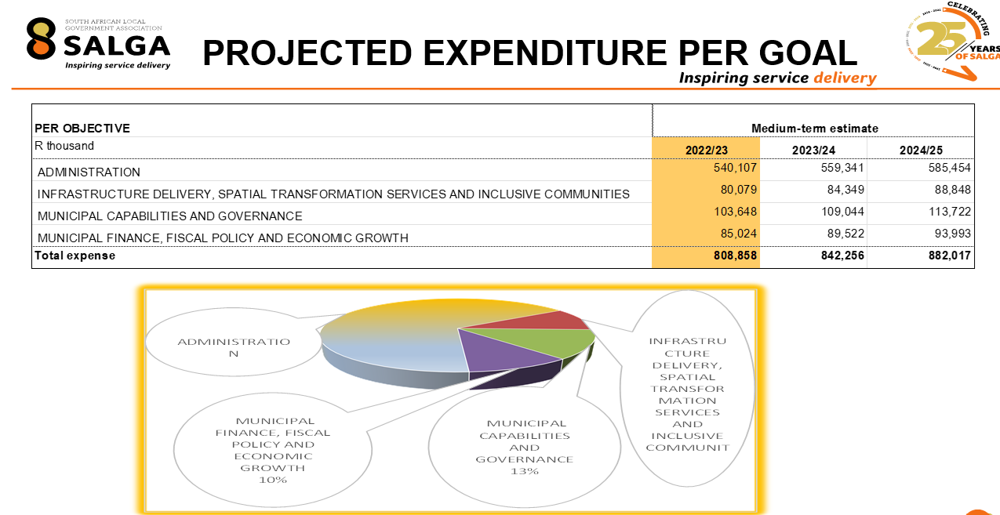 SOUTH AFRICAN LOCAL
GOVERNMENT ASSOCIATION
SALGA
Inspiring service delivery
PROJECTED EXPENDITURE PER GOAL
Inspiring service delivery
CELEBRATING
25
YEARS
OF SALGA
PER OBJECTIVE Medium-term estimate
R thousand 2022/23 2023/24 2024/25
ADMINISTRATION 540,107 559,341 585,454
INFRASTRUCTURE DELIVERY, SPATIAL TRANSFORMATION SERVICES AND INCLUSIVE COMMUNITIES 80,079 84,349 88,848
MUNICIPAL CAPABILITIES AND GOVERNANCE 103,648 109,044 113,722
MUNICIPAL FINANCE, FISCAL POLICY AND ECONOMIC GROWTH 85,024 89,522 93,993
Total expense 808,858 842,256 882,017
ADMINISTRATIO
N
MUNICIPAL
FINANCE, FISCAL
POLICY AND
ECONOMIC
GROWTH
10%
MUNICIPAL
CAPABILITIES
AND
GOVERNANCE
13%
INFRASTRU
CTURE
DELIVERY,
SPATIAL
TRANSFOR
MATION
SERVICES
AND
INCLUSIVE
COMMUNIT